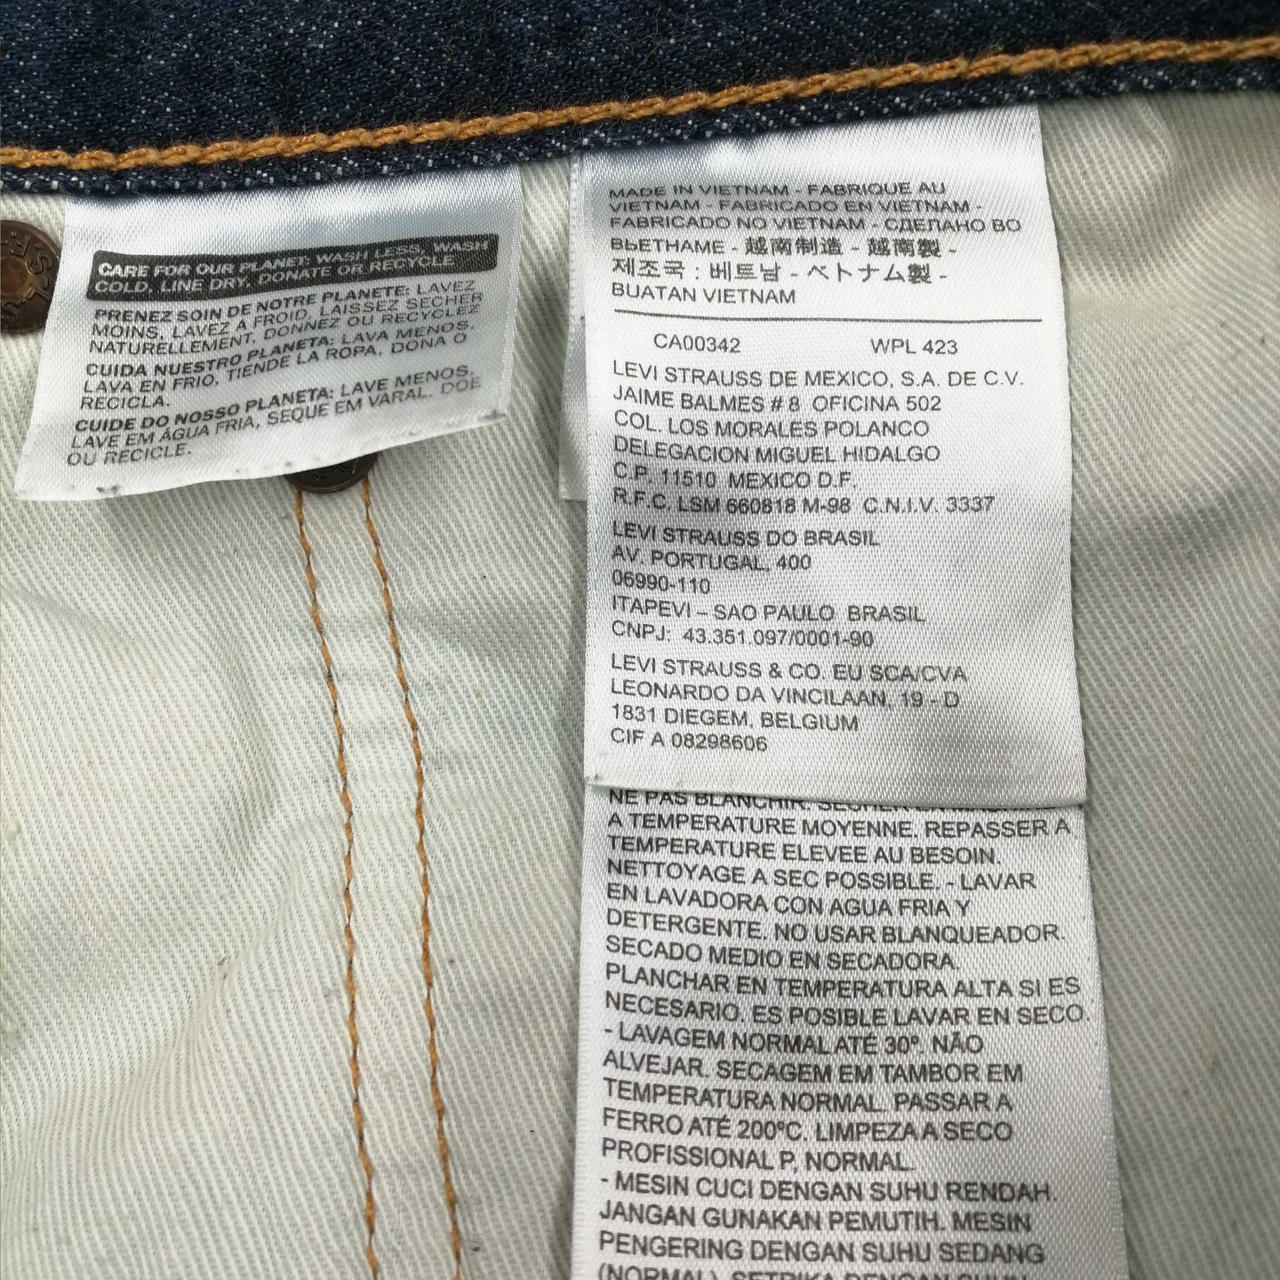 CARE FOR OUR PLANET: WASH LESS, WASH
COLD, LINE DRY, DONATE OR RECYCLE
PRENEZ SOIN DE NOTRE PLANETE: LAVEZ
MOINS, LAVEZ A FROID, LAISSEZ SECHER
NATURELLEMENT, DONNEZ OU RECYCLEZ
CUIDA NUESTRO PLANETA: LAVA MENOS,
LAVA EN FRIO, TIENDE LA ROPA, DONA O
RECICLA.
CUIDE DO NOSSO PLANETA: LAVE MENOS.
LAVE EM ÁGUA FRIA, SEQUE EM VARAL. DOE
OU RECICLE.
MADE IN VIETNAM - FABRIQUE AU
VIETNAM - FABRICADO EN VIETNAM -
FABRICADO NO VIETNAM - СДЕЛАНО ВО
ВЬЕТНАМЕ - 越南制造 - 越南製 -
제조국 : 베트남 - ベトナム製 -
BUATAN VIETNAM
CA00342 WPL 423
LEVI STRAUSS DE MEXICO, S.A. DE C.V.
JAIME BALMES # 8 OFICINA 502
COL. LOS MORALES POLANCO
DELEGACION MIGUEL HIDALGO
C.P. 11510 MEXICO D.F.
R.F.C. LSM 660818 M-98 C.N.I.V. 3337
LEVI STRAUSS DO BRASIL
AV. PORTUGAL, 400
06990-110
ITAPEVI – SAO PAULO BRASIL
CNPJ: 43.351.097/0001-90
LEVI STRAUSS & CO. EU SCA/CVA
LEONARDO DA VINCILAAN, 19 - D
1831 DIEGEM, BELGIUM
CIF A 08298606
NE PAS BLANCHIR. SECHER
A TEMPERATURE MOYENNE. REPASSER A
TEMPERATURE ELEVEE AU BESOIN.
NETTOYAGE A SEC POSSIBLE. - LAVAR
EN LAVADORA CON AGUA FRIA Y
DETERGENTE. NO USAR BLANQUEADOR.
SECADO MEDIO EN SECADORA.
PLANCHAR EN TEMPERATURA ALTA SI ES
NECESARIO. ES POSIBLE LAVAR EN SECO.
- LAVAGEM NORMAL ATÉ 30º. NÃO
ALVEJAR. SECAGEM EM TAMBOR EM
TEMPERATURA NORMAL. PASSAR A
FERRO ATÉ 200ºC. LIMPEZA A SECO
PROFISSIONAL P, NORMAL.
- MESIN CUCI DENGAN SUHU RENDAH.
JANGAN GUNAKAN PEMUTIH. MESIN
PENGERING DENGAN SUHU SEDANG
(NORMAL). SETRIKA DENGAN SUHU